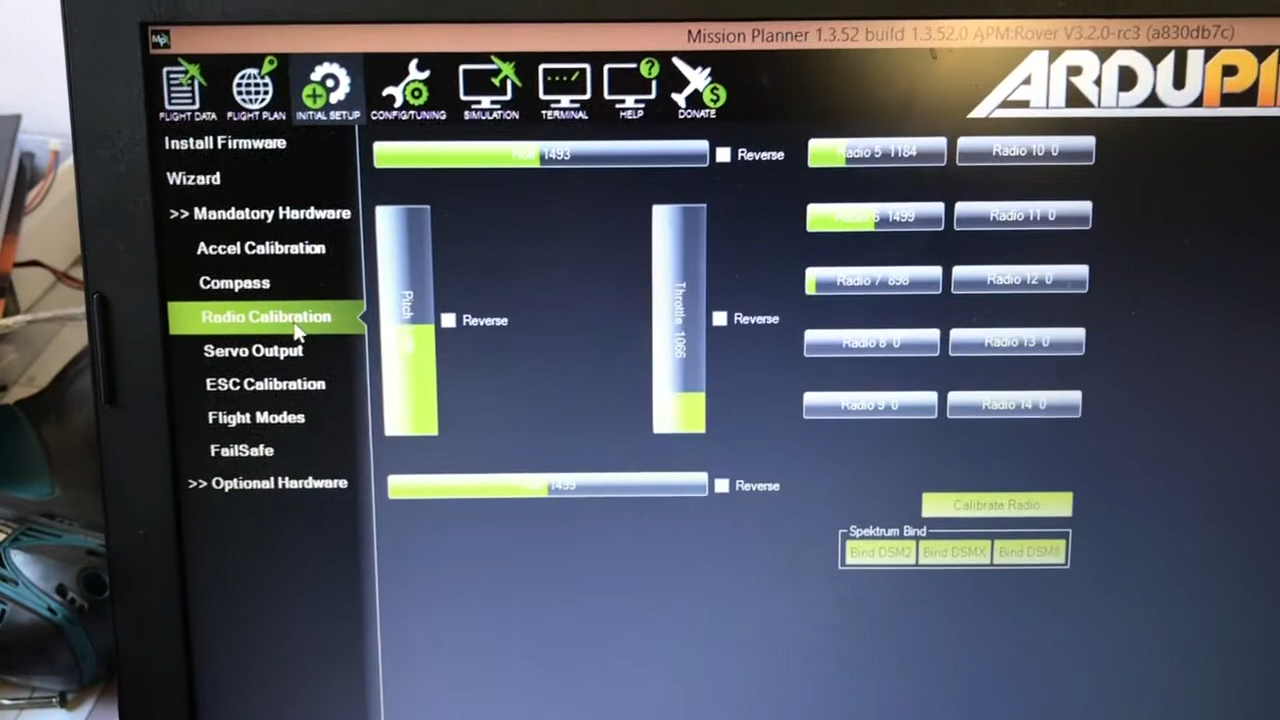 Mp
Mission Planner 1.3.52 build 1.3.52.0 APM:Rover V3.2.0-rc3 (a830db7c)
FLIGHT DATA
FLIGHT PLAN
INITIAL SETUP
CONFIG/TUNING
SIMULATION
TERMINAL
HELP
DONATE
ARDUPI
Install Firmware
Wizard
>> Mandatory Hardware
Accel Calibration
Compass
Radio Calibration
Servo Output
ESC Calibration
Flight Modes
FailSafe
>> Optional Hardware
1493
Reverse
Pitch
Reverse
Throttle 1066
Reverse
Reverse
Radio 5 1184
Radio 10 0
Radio 6 1499
Radio 11 0
Radio 7 898
Radio 12 0
Radio 8 0
Radio 13 0
Radio 9 0
Radio 14 0
Calibrate Radio
Spektrum Bind
Bind DSM2
Bind DSMX
Bind DSM8